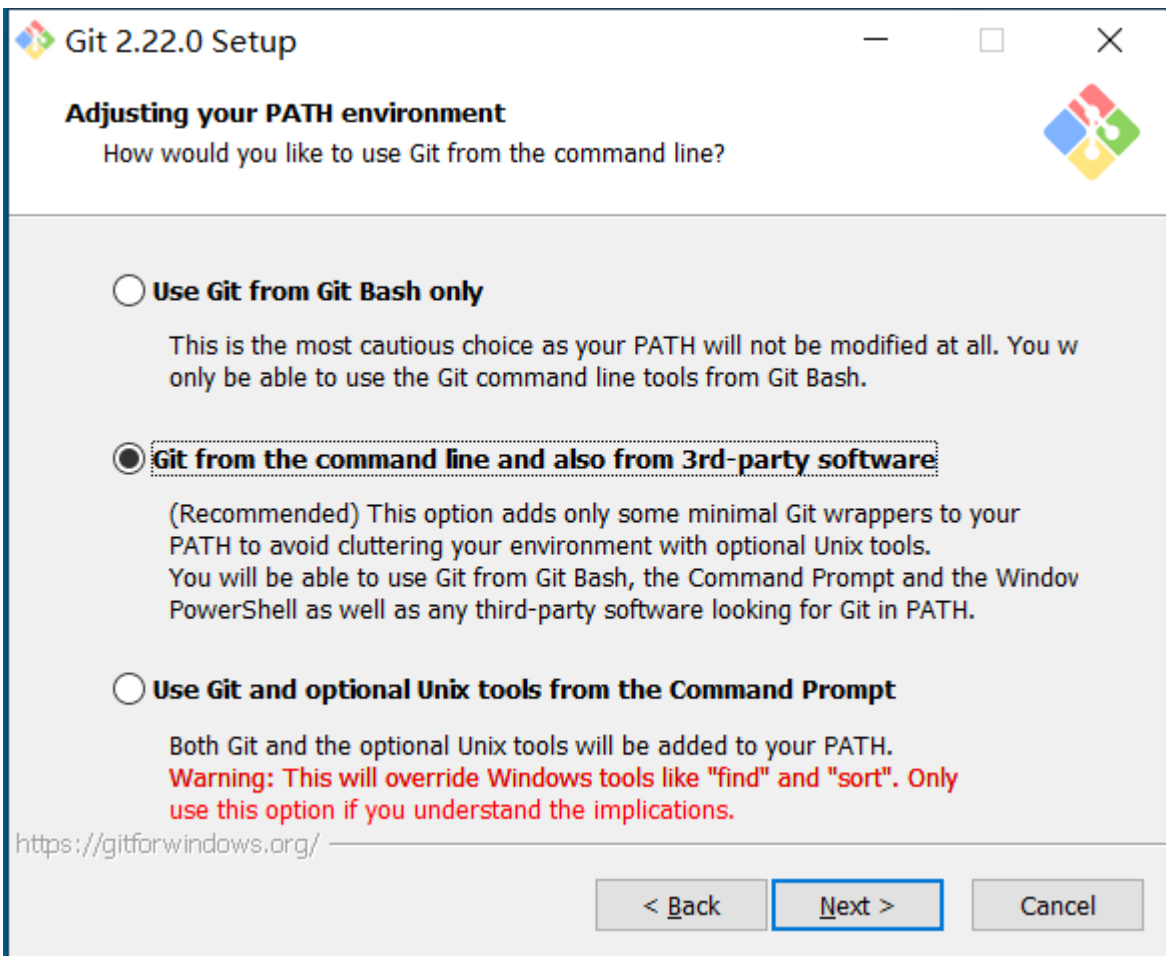 Git 2.22.0 Setup
Adjusting your PATH environment
How would you like to use Git from the command line?
Use Git from Git Bash only
This is the most cautious choice as your PATH will not be modified at all. You w
only be able to use the Git command line tools from Git Bash.
Git from the command line and also from 3rd-party software
(Recommended) This option adds only some minimal Git wrappers to your
PATH to avoid cluttering your environment with optional Unix tools.
You will be able to use Git from Git Bash, the Command Prompt and the Window
PowerShell as well as any third-party software looking for Git in PATH.
Use Git and optional Unix tools from the Command Prompt
Both Git and the optional Unix tools will be added to your PATH.
Warning: This will override Windows tools like "find" and "sort". Only
use this option if you understand the implications.
https://gitforwindows.org/
< Back
Next >
Cancel